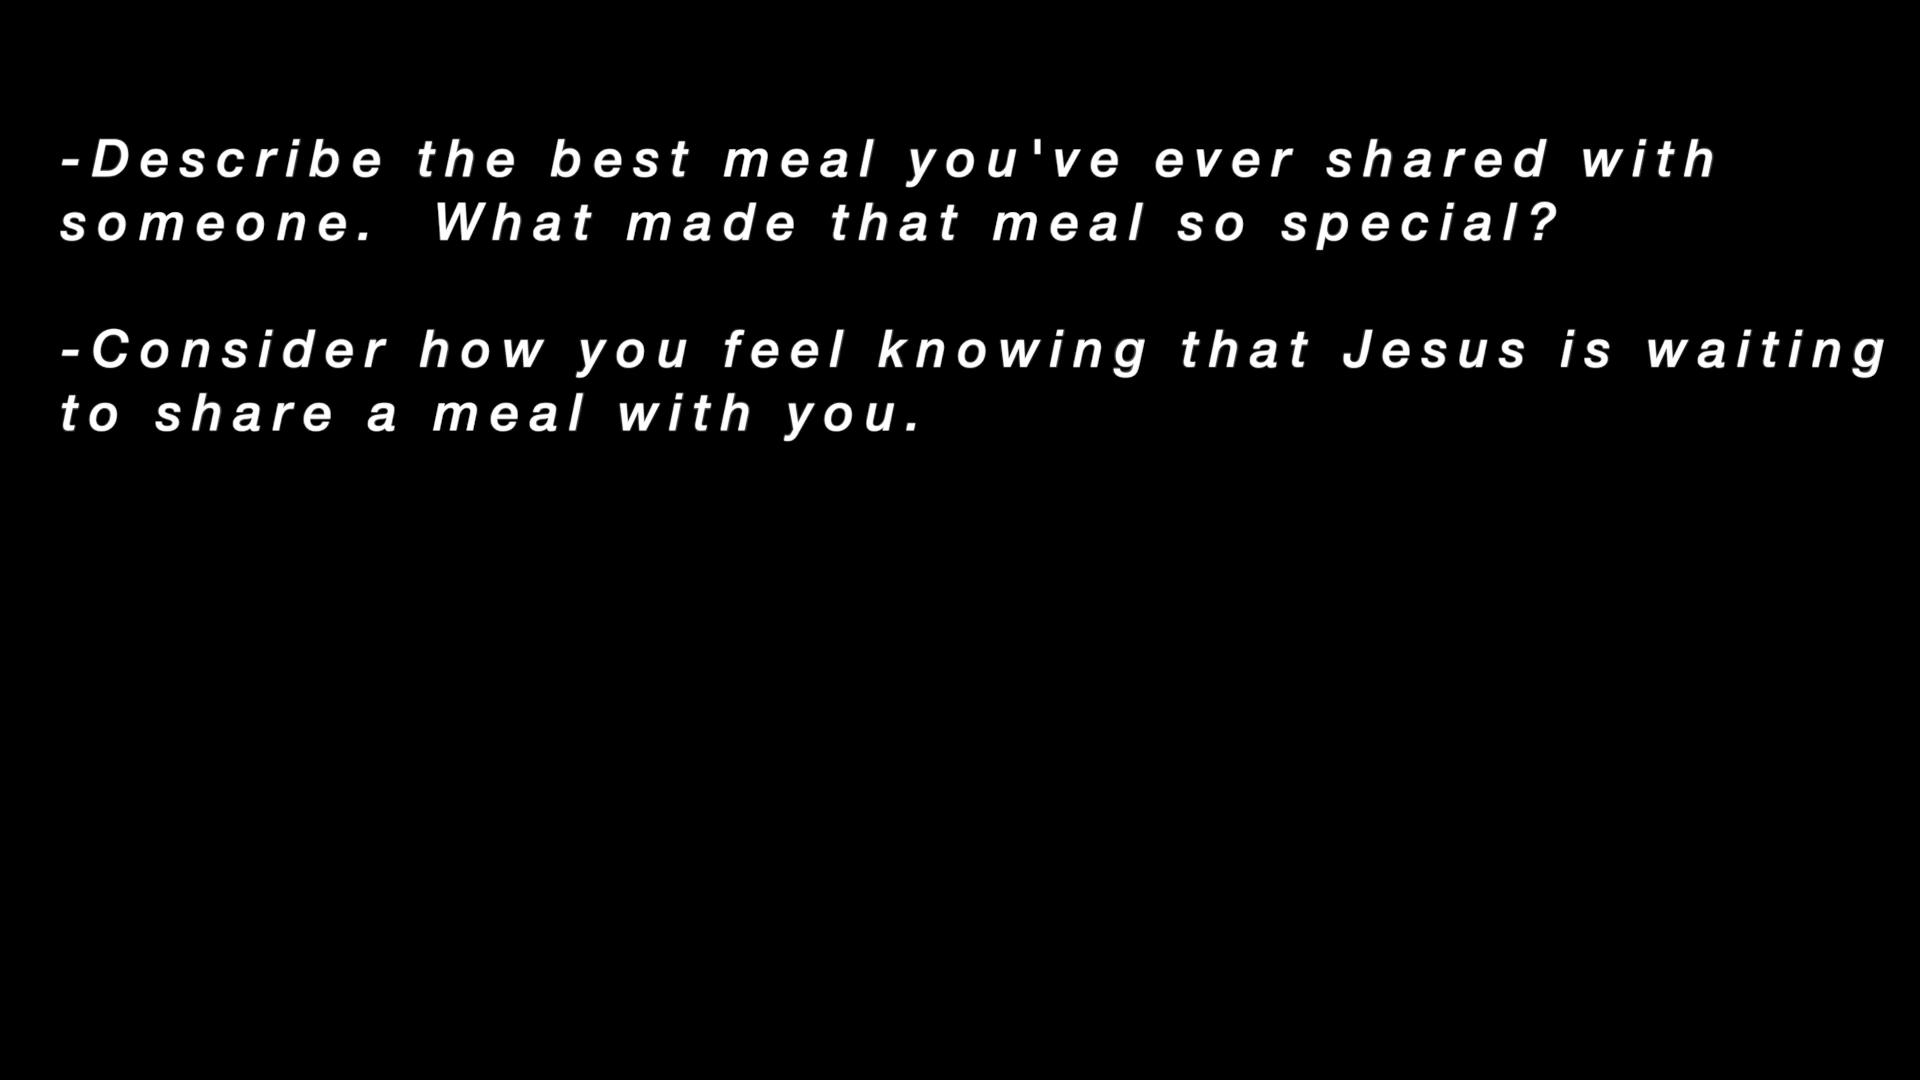 -Describe the best meal you've ever shared with
someone.  What made that meal so special?
-Consider how you feel knowing that Jesus is waiting
to share a meal with you.